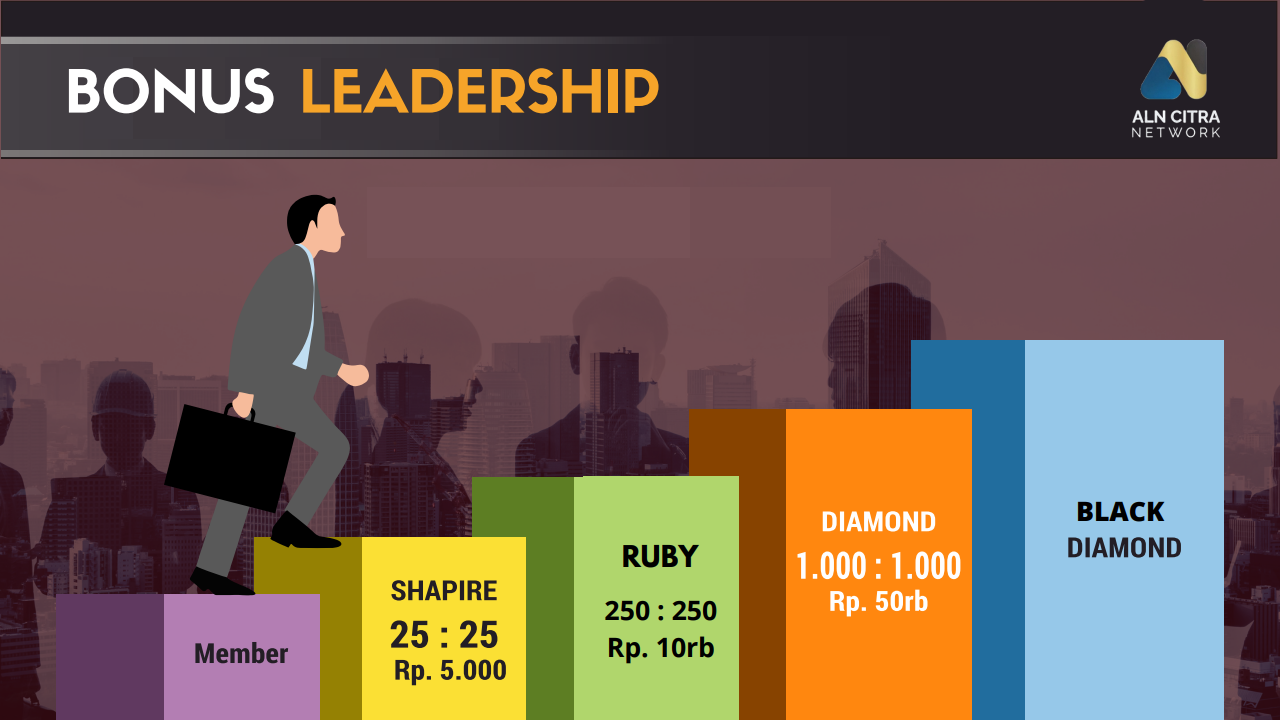 BONUS LEADERSHIP
ALN CITRA
NETWORK
Member
SHAPIRE
25 : 25
Rp. 5.000
RUBY
250 : 250
Rp. 10rb
DIAMOND
1.000 : 1.000
Rp. 50rb
BLACK
DIAMOND